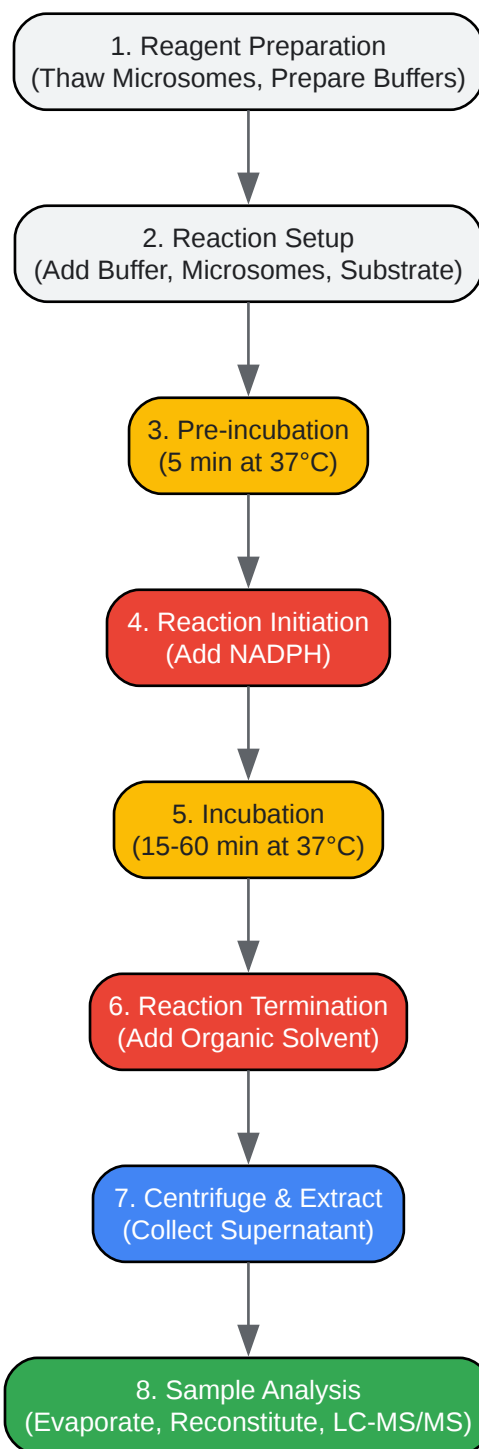 1. Reagent Preparation
(Thaw Microsomes, Prepare Buffers)
2. Reaction Setup
(Add Buffer, Microsomes, Substrate)
3. Pre-incubation
(5 min at 37°C)
4. Reaction Initiation
(Add NADPH)
5. Incubation
(15-60 min at 37°C)
6. Reaction Termination
(Add Organic Solvent)
7. Centrifuge & Extract
(Collect Supernatant)
8. Sample Analysis
(Evaporate, Reconstitute, LC-MS/MS)